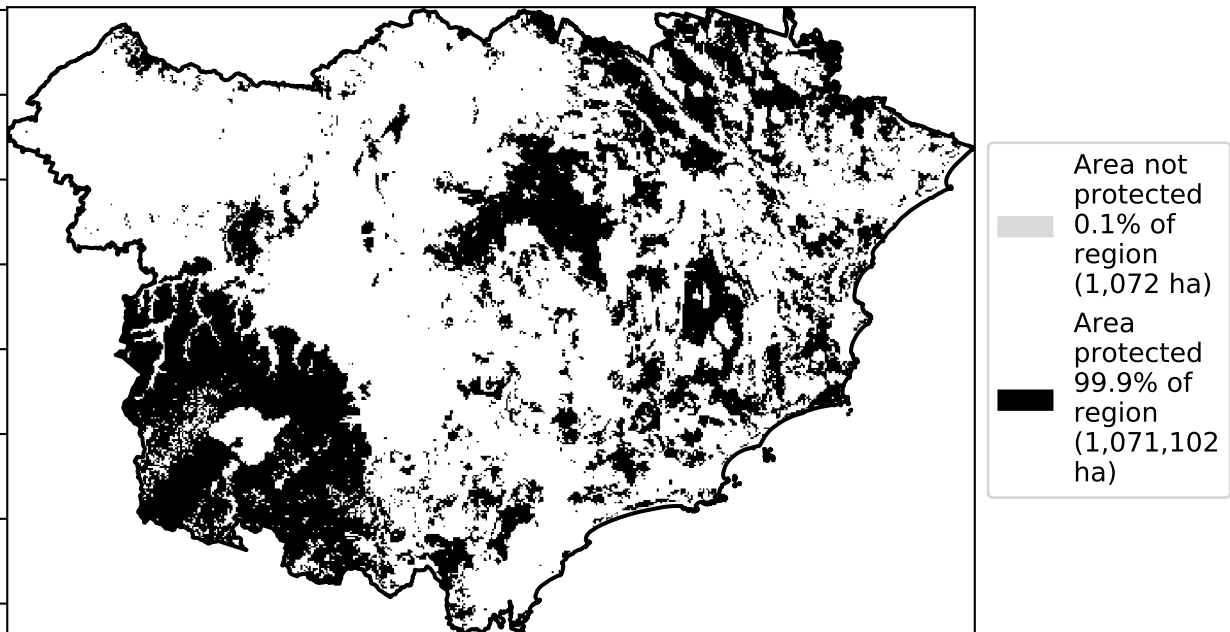 Area not
protected
0.1% of
region
(1,072 ha)
Area
protected
99.9% of
region
(1,071,102
ha)